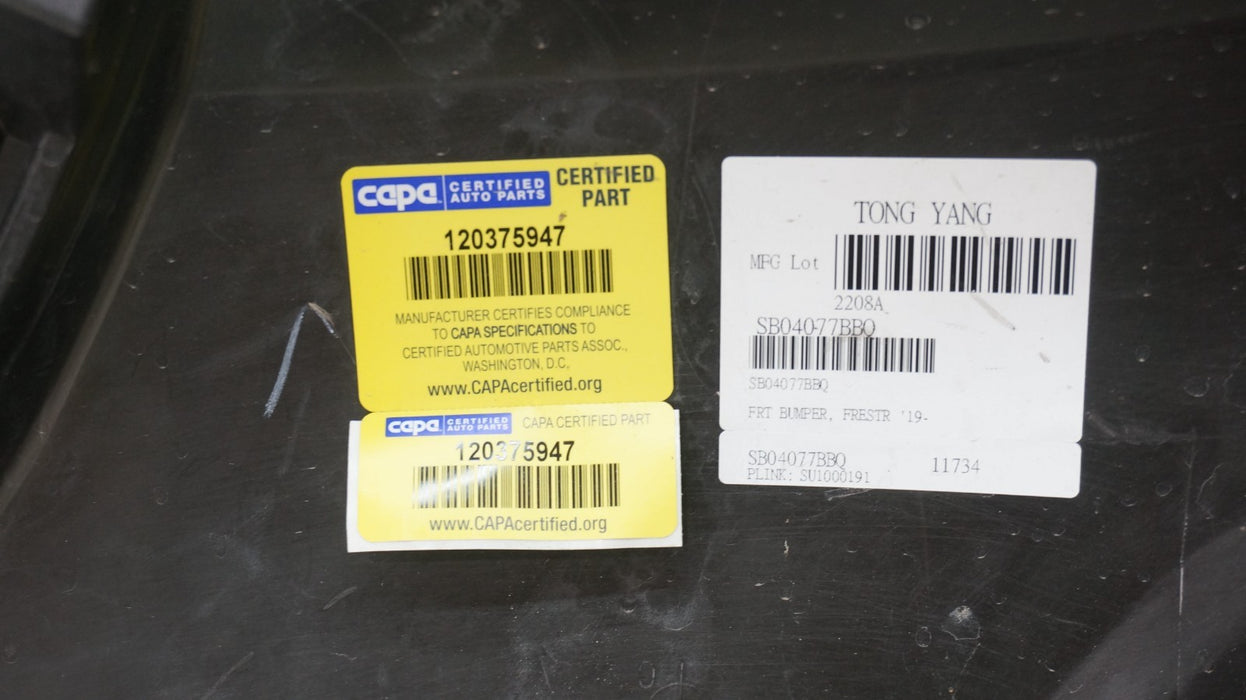 capa CERTIFIED AUTO PARTS
CERTIFIED PART
120375947
MANUFACTURER CERTIFIES COMPLIANCE
TO CAPA SPECIFICATIONS TO
CERTIFIED AUTOMOTIVE PARTS ASSOC.,
WASHINGTON, D.C,
www.CAPAcertified.org
capa CERTIFIED AUTO PARTS CAPA CERTIFIED PART
120375947
www.CAPAcertified.org
TONG YANG
MFG Lot
2208A
SB04077BBQ
SB04077BBQ
FRT BUMPER, FRESTR '19-
SB04077BBQ 11734
PLINK: SU1000191